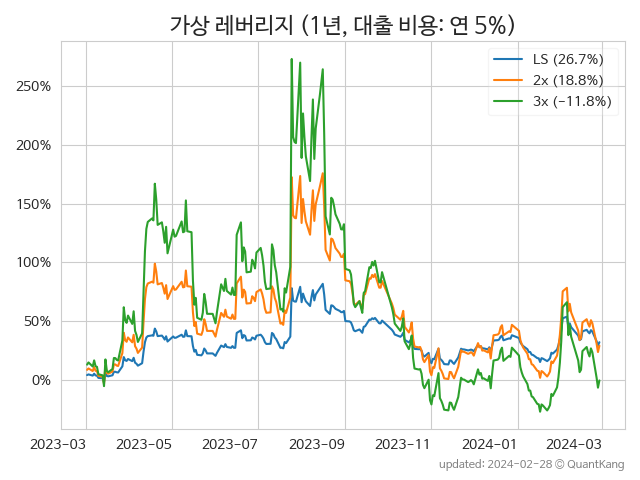 가상 레버리지 (1년, 대출 비용: 연 5%)
LS (26.7%)
2x (18.8%)
3x (−11.8%)
250%
200%
150%
100%
50%
0%
2023-03
2023-05
2023-07
2023-09
2023-11
2024-01
2024-03
updated: 2024-02-28 © QuantKang